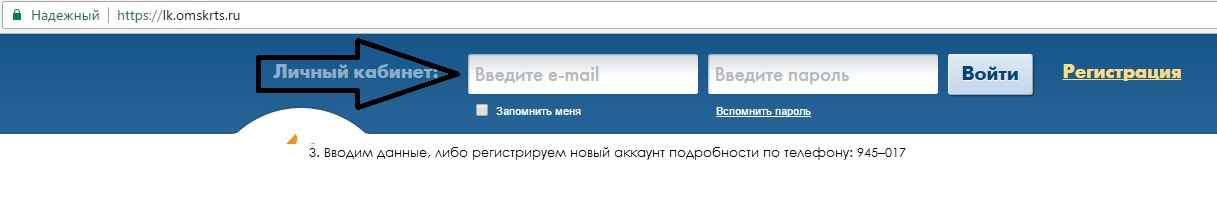 Надежный https://lk.omskrts.ru
Личный кабинет: Введите e-mail Введите пароль Войти Регистрация
Запомнить меня Вспомнить пароль
3. Вводим данные, либо регистрируем новый аккаунт подробности по телефону: 945–017